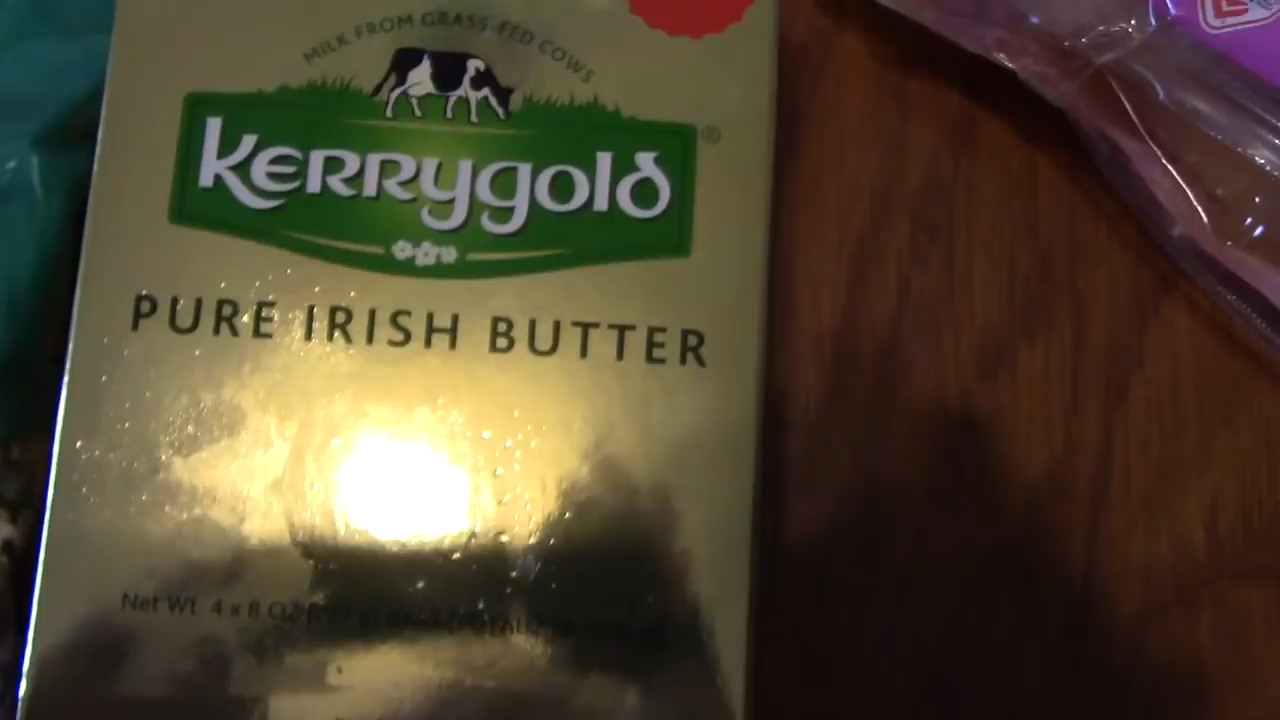 MILK FROM GRASS-FED COWS
Kerrygold ®
PURE IRISH BUTTER
Net Wt. 4 x 8 OZ